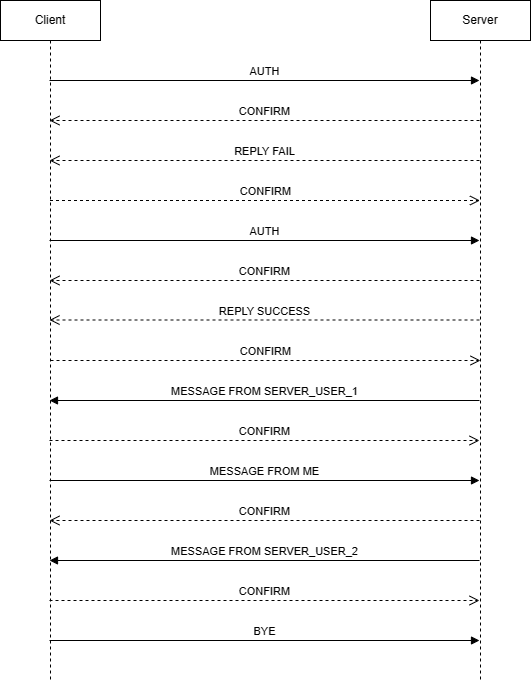 Client
Server
AUTH
CONFIRM
REPLY FAIL
CONFIRM
AUTH
CONFIRM
REPLY SUCCESS
CONFIRM
MESSAGE FROM SERVER_USER_1
CONFIRM
MESSAGE FROM ME
CONFIRM
MESSAGE FROM SERVER_USER_2
CONFIRM
BYE